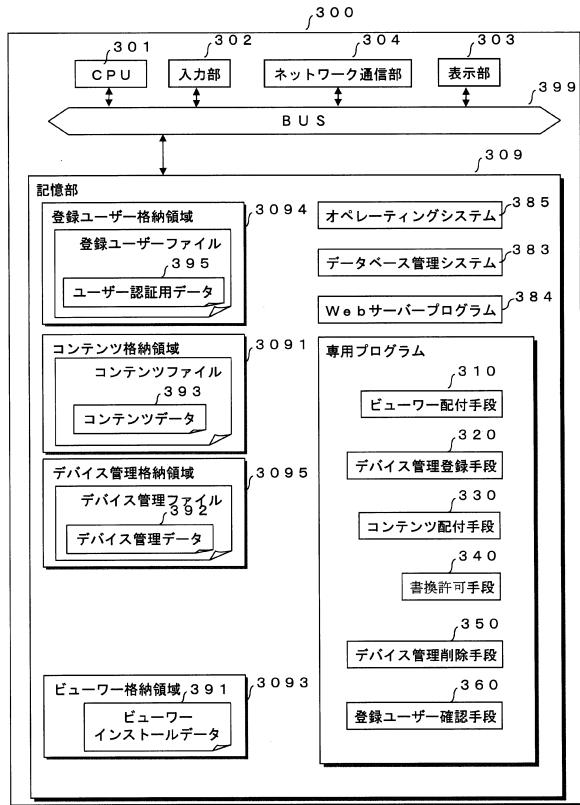 ３００
３０１
ＣＰＵ
３０２
入力部
３０４
ネットワーク通信部
３０３
表示部
３９９
ＢＵＳ
３０９
記憶部
登録ユーザー格納領域
３０９４
登録ユーザーファイル
３９５
ユーザー認証用データ
コンテンツ格納領域
３０９１
コンテンツファイル
３９３
コンテンツデータ
デバイス管理格納領域
３０９５
デバイス管理ファイル
３９２
デバイス管理データ
ビューワー格納領域
３０９３
３９１
ビューワー
インストールデータ
オペレーティングシステム
３８５
データベース管理システム
３８３
Ｗｅｂサーバープログラム
３８４
専用プログラム
３１０
ビューワー配付手段
３２０
デバイス管理登録手段
３３０
コンテンツ配付手段
３４０
書換許可手段
３５０
デバイス管理削除手段
３６０
登録ユーザー確認手段